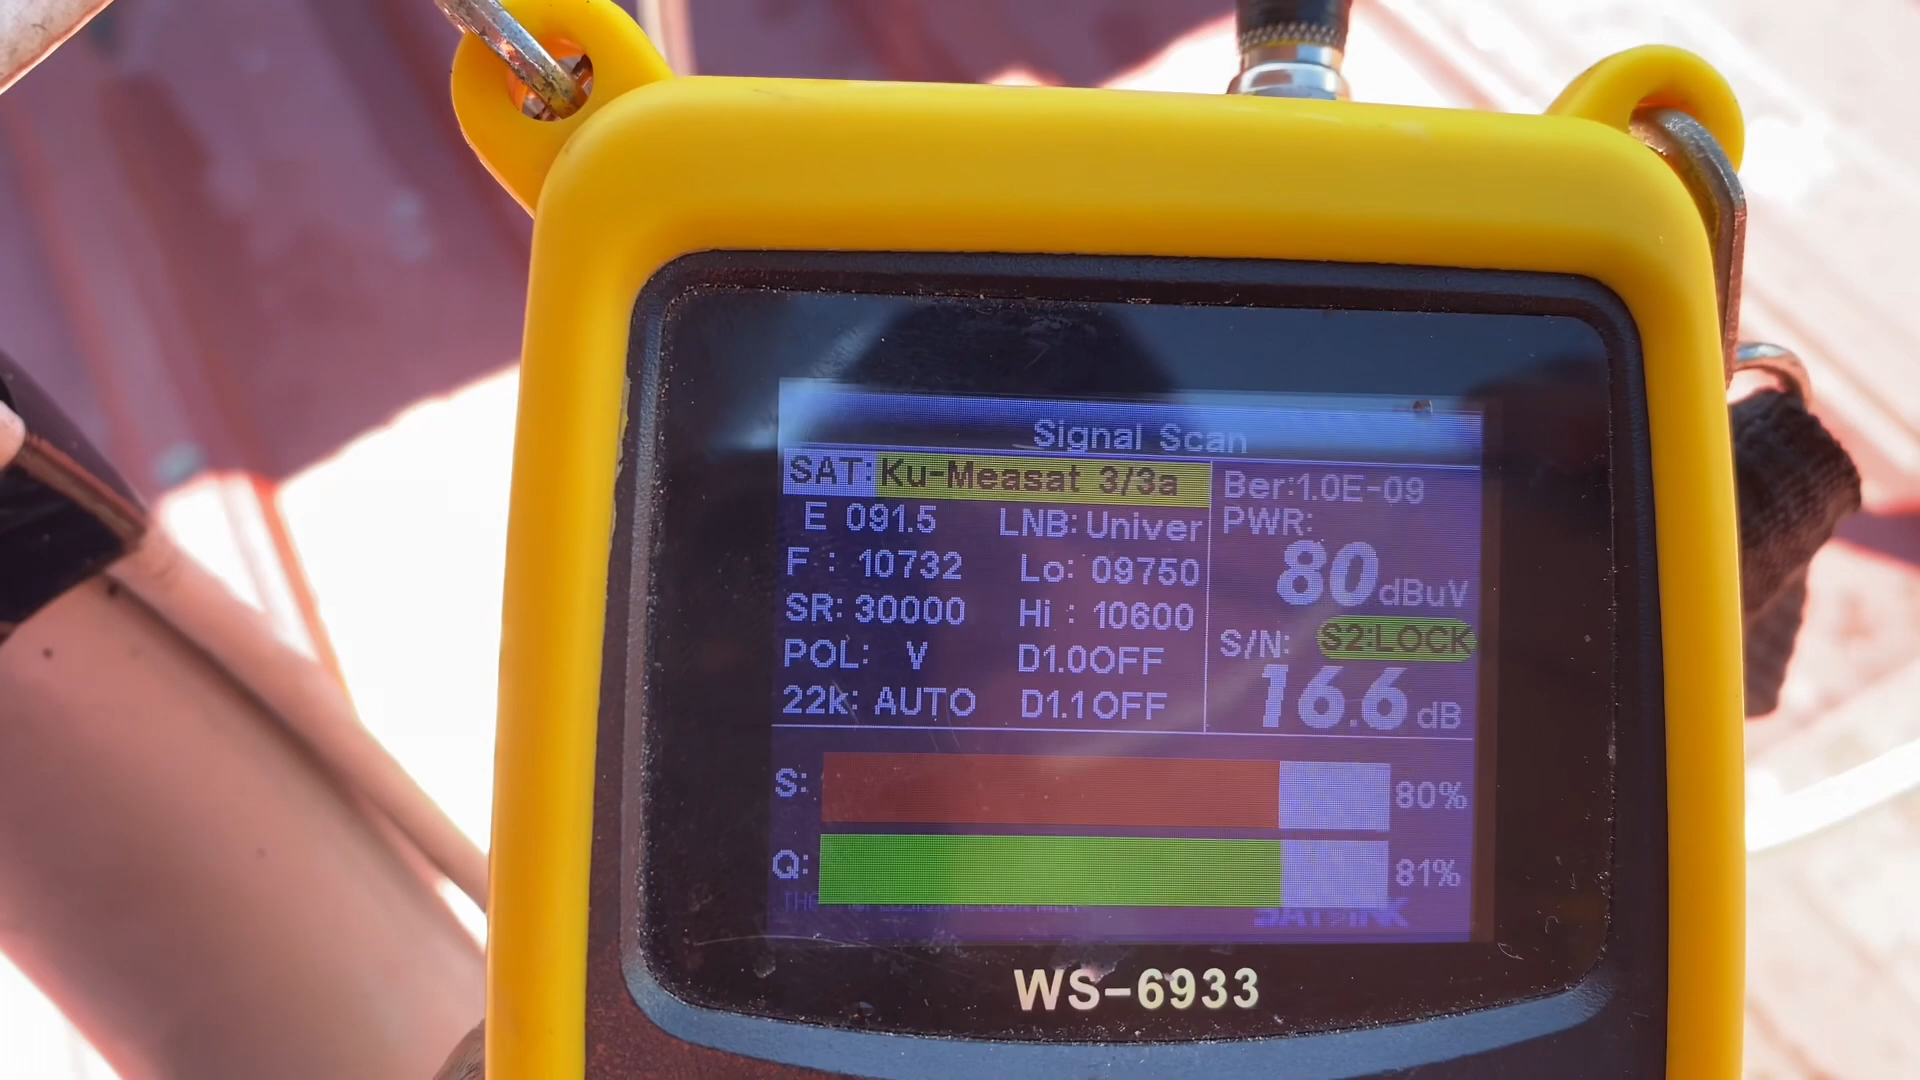 Signal Scan
SAT: Ku-Measat 3/3a
E 091.5 LNB: Univer
F : 10732 Lo: 09750
SR: 30000 Hi : 10600
POL: V D1.0OFF
22k: AUTO D1.1OFF
Ber:1.0E-09
PWR:
80 dBuV
S/N: S2:LOCK
16.6 dB
S: 80%
Q: 81%
SATLINK
WS-6933